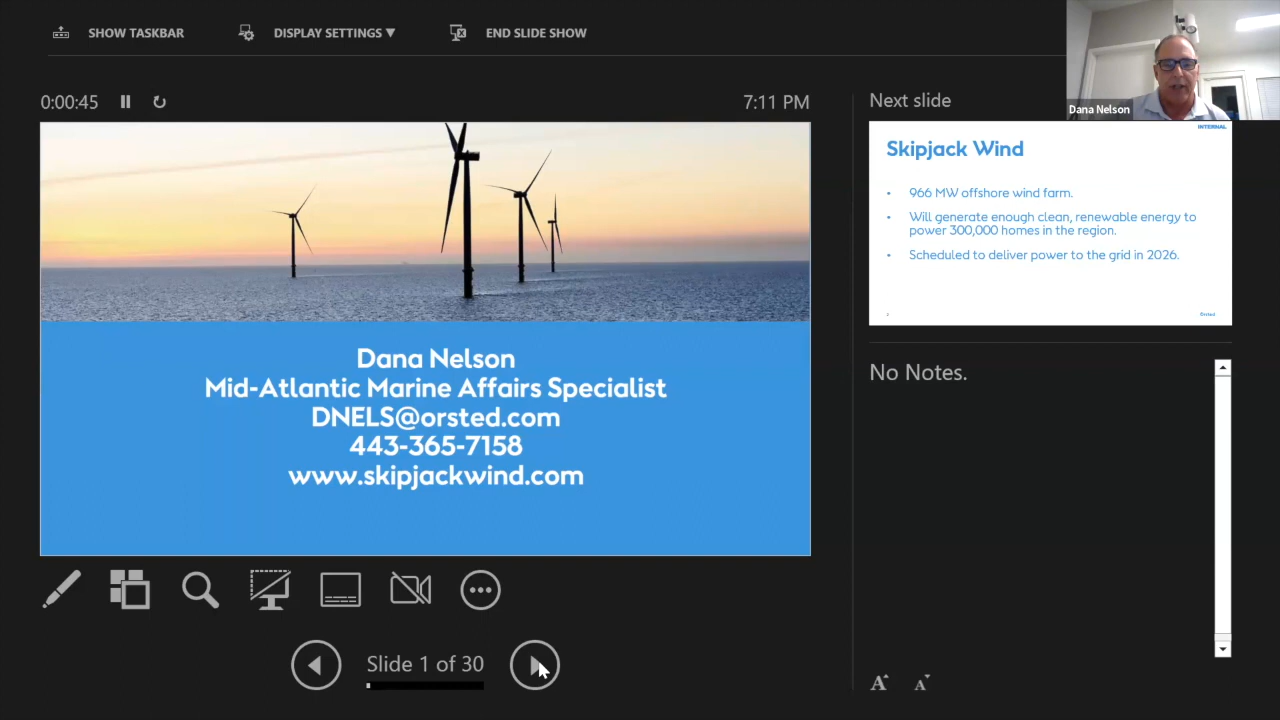 SHOW TASKBAR
DISPLAY SETTINGS ▼
END SLIDE SHOW
Dana Nelson
0:00:45
7:11 PM
Next slide
Dana Nelson
Mid-Atlantic Marine Affairs Specialist
DNELS@orsted.com
443-365-7158
www.skipjackwind.com
INTERNAL
Skipjack Wind
• 966 MW offshore wind farm.
• Will generate enough clean, renewable energy to
power 300,000 homes in the region.
• Scheduled to deliver power to the grid in 2026.
2
Ørsted
No Notes.
Slide 1 of 30
A A